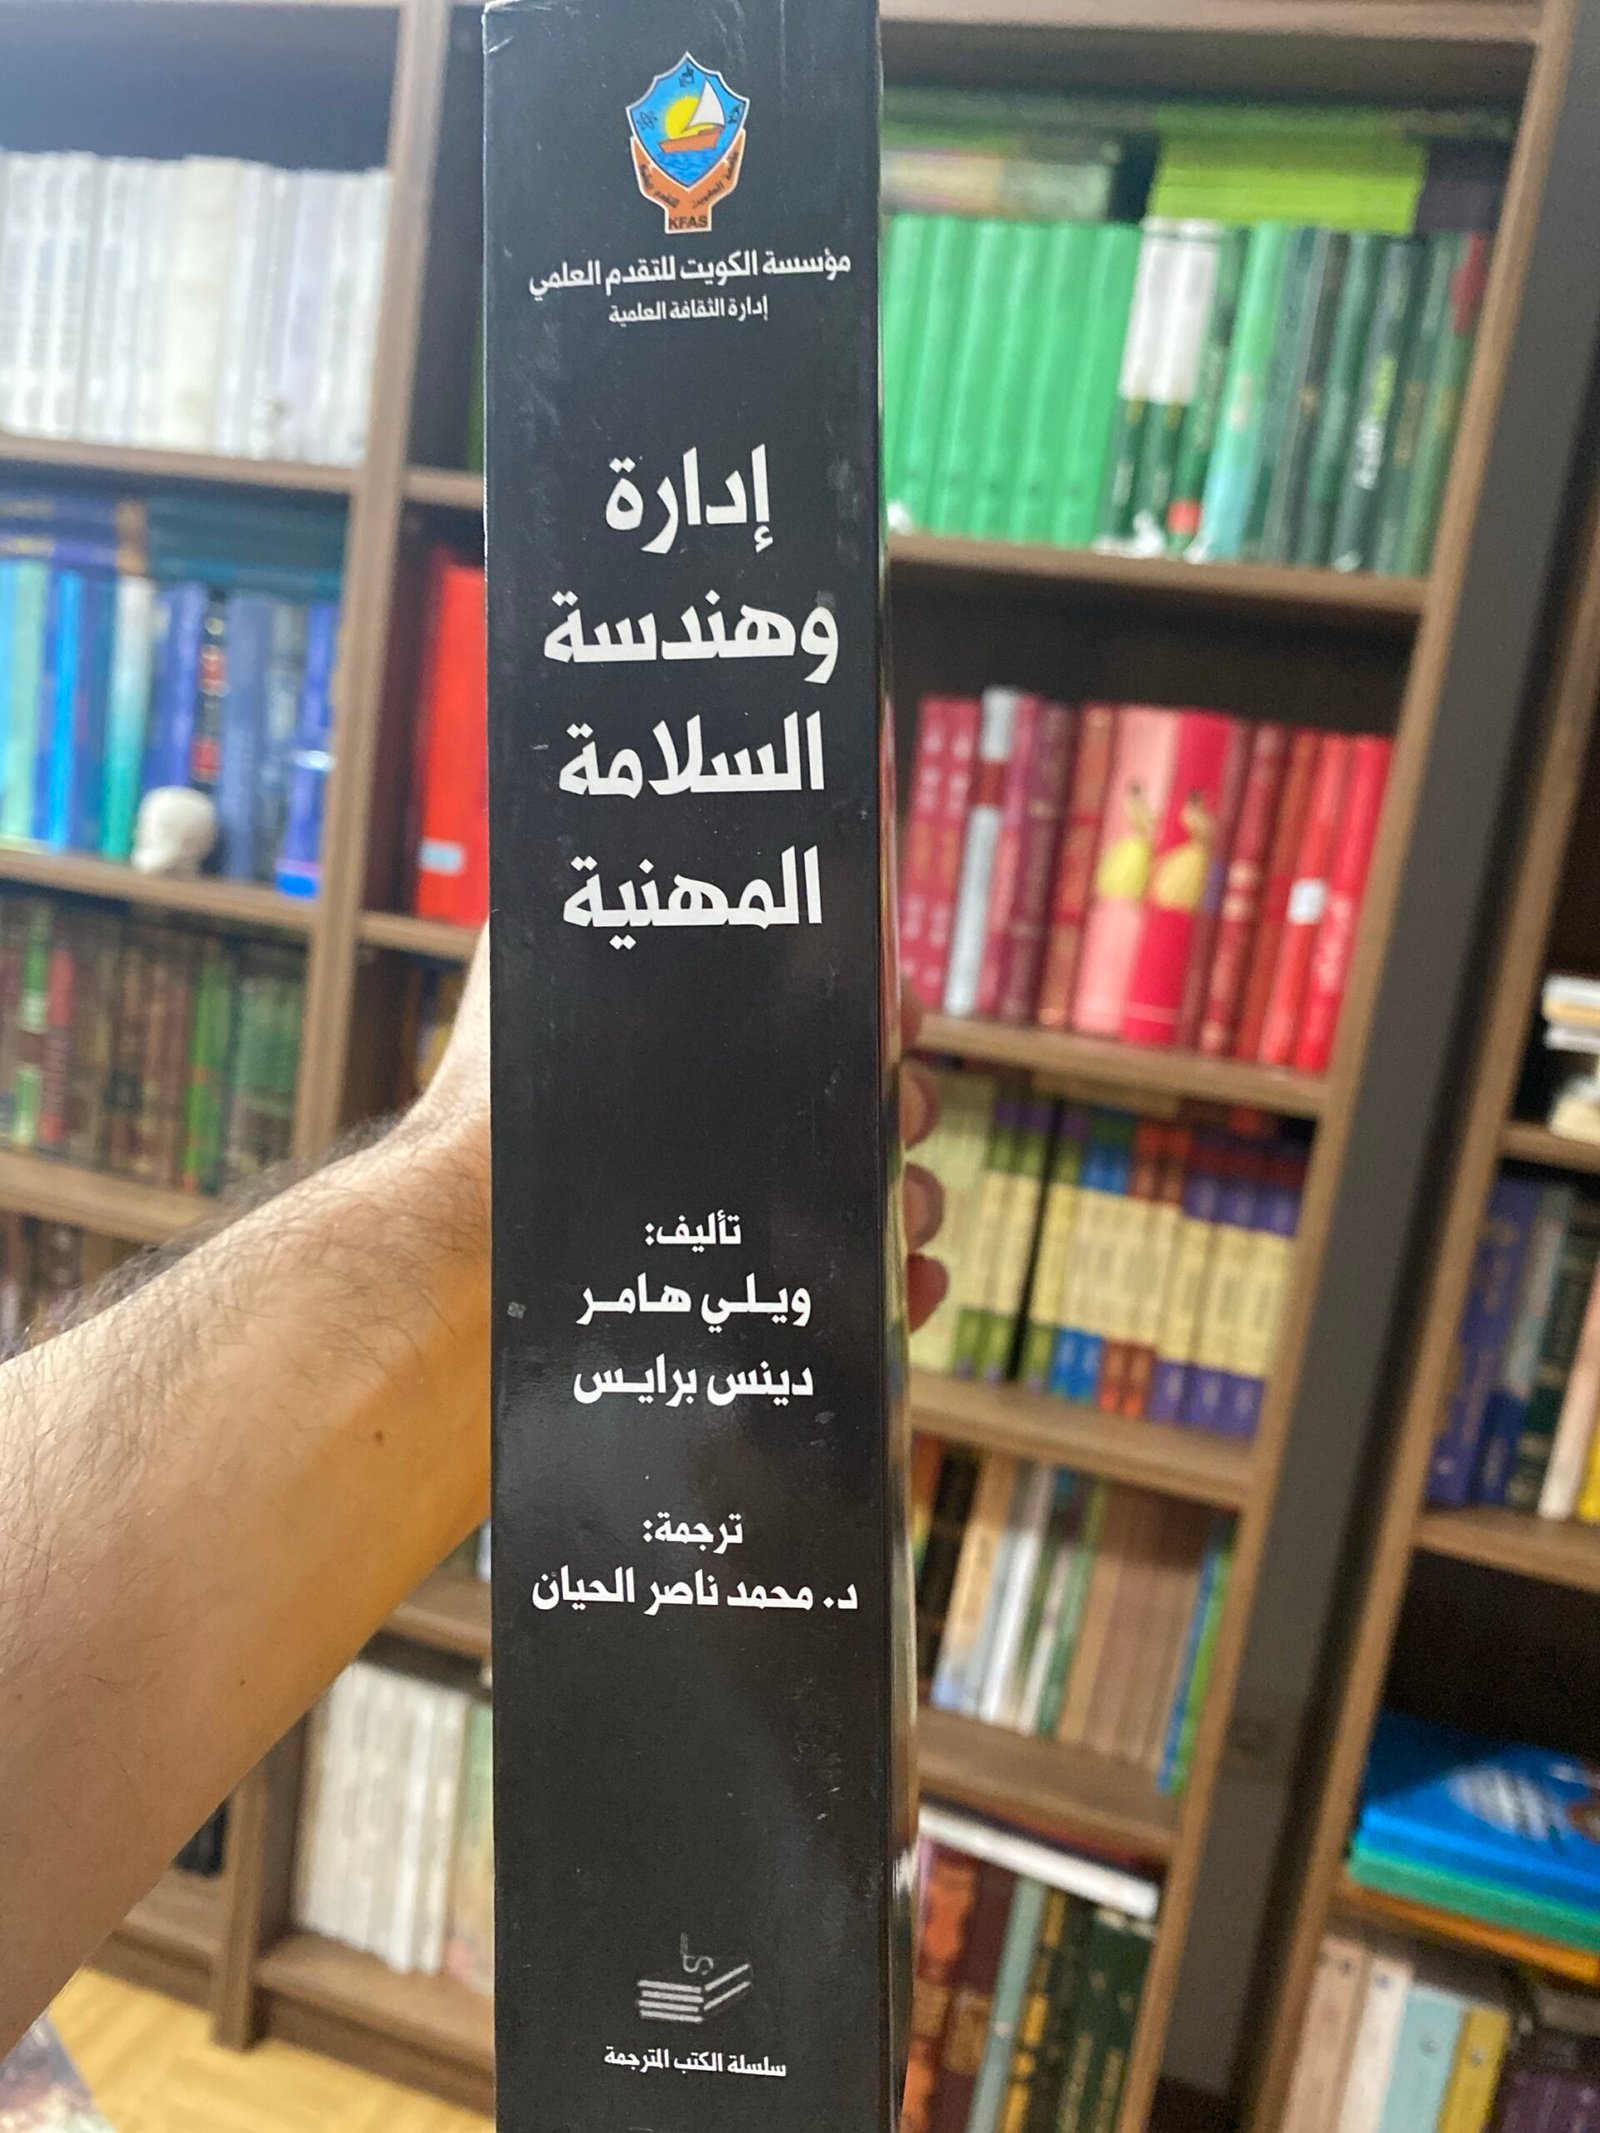 KFAS
مؤسسة الكويت للتقدم العلمي
إدارة الثقافة العلمية
إدارة
وهندسة
السلامة
المهنية
تأليف:
ويلي هامر
دينس برايس
ترجمة:
د. محمد ناصر الحيان
سلسلة الكتب المترجمة